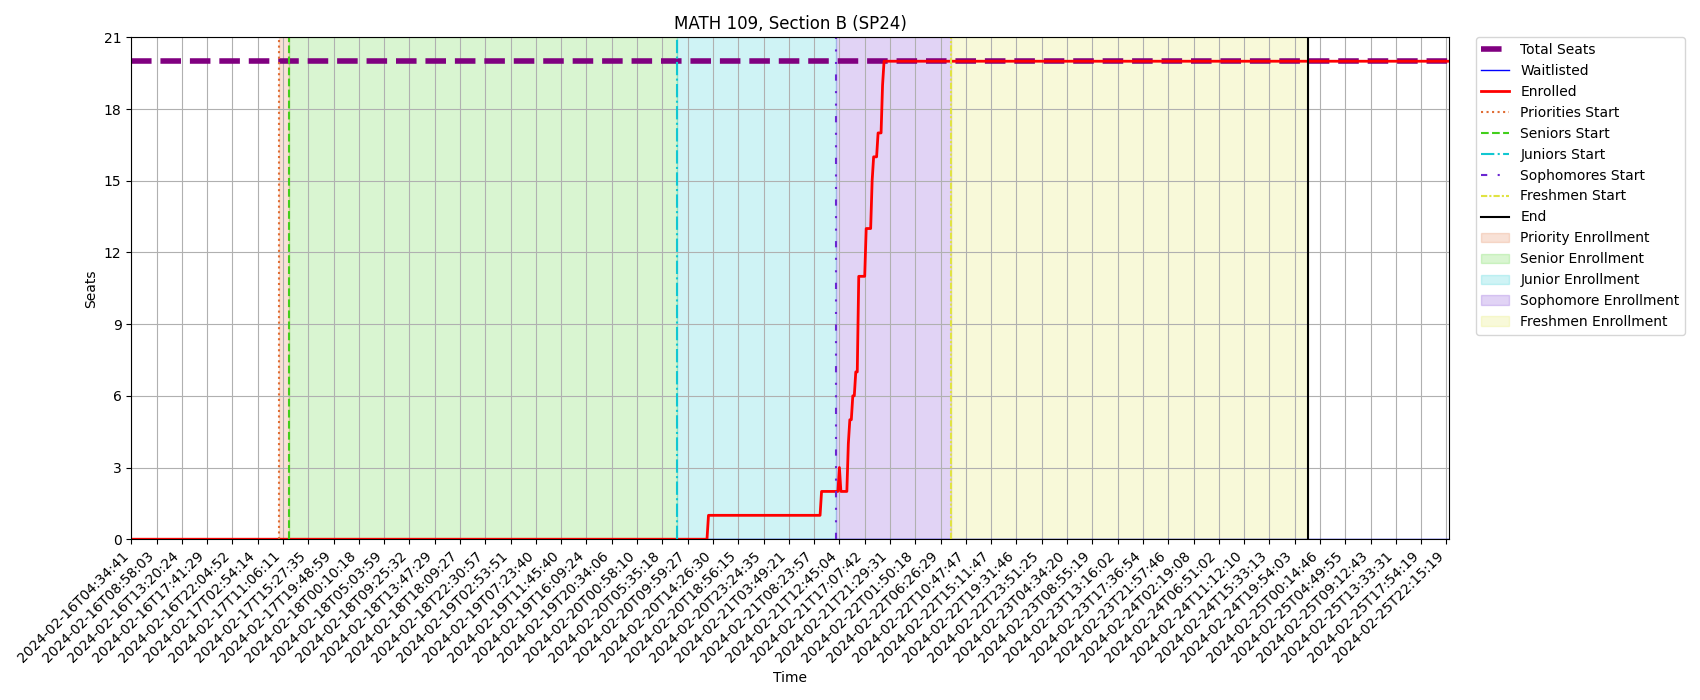 MATH 109, Section B (SP24)
21
18
15
12
9
6
3
0
Seats
2024-02-16T04:34:41
2024-02-16T08:58:03
2024-02-16T13:20:24
2024-02-16T17:41:29
2024-02-16T22:04:52
2024-02-17T02:54:14
2024-02-17T11:06:11
2024-02-17T15:27:35
2024-02-17T19:48:59
2024-02-18T00:10:18
2024-02-18T05:03:59
2024-02-18T09:25:32
2024-02-18T13:47:29
2024-02-18T18:09:27
2024-02-18T22:30:57
2024-02-19T02:53:51
2024-02-19T07:23:40
2024-02-19T11:45:40
2024-02-19T16:09:24
2024-02-19T20:34:06
2024-02-20T00:58:10
2024-02-20T05:35:18
2024-02-20T09:59:27
2024-02-20T14:26:30
2024-02-20T18:56:15
2024-02-20T23:24:35
2024-02-21T03:49:21
2024-02-21T08:23:57
2024-02-21T12:45:04
2024-02-21T17:07:42
2024-02-21T21:29:31
2024-02-22T01:50:18
2024-02-22T06:26:29
2024-02-22T10:47:47
2024-02-22T15:11:47
2024-02-22T19:31:46
2024-02-22T23:51:25
2024-02-23T04:34:20
2024-02-23T08:55:19
2024-02-23T13:16:02
2024-02-23T17:36:54
2024-02-23T21:57:46
2024-02-24T02:19:08
2024-02-24T06:51:02
2024-02-24T11:12:10
2024-02-24T15:33:13
2024-02-24T19:54:03
2024-02-25T00:14:46
2024-02-25T04:49:55
2024-02-25T09:12:43
2024-02-25T13:33:31
2024-02-25T17:54:19
2024-02-25T22:15:19
Time
Total Seats
Waitlisted
Enrolled
Priorities Start
Seniors Start
Juniors Start
Sophomores Start
Freshmen Start
End
Priority Enrollment
Senior Enrollment
Junior Enrollment
Sophomore Enrollment
Freshmen Enrollment